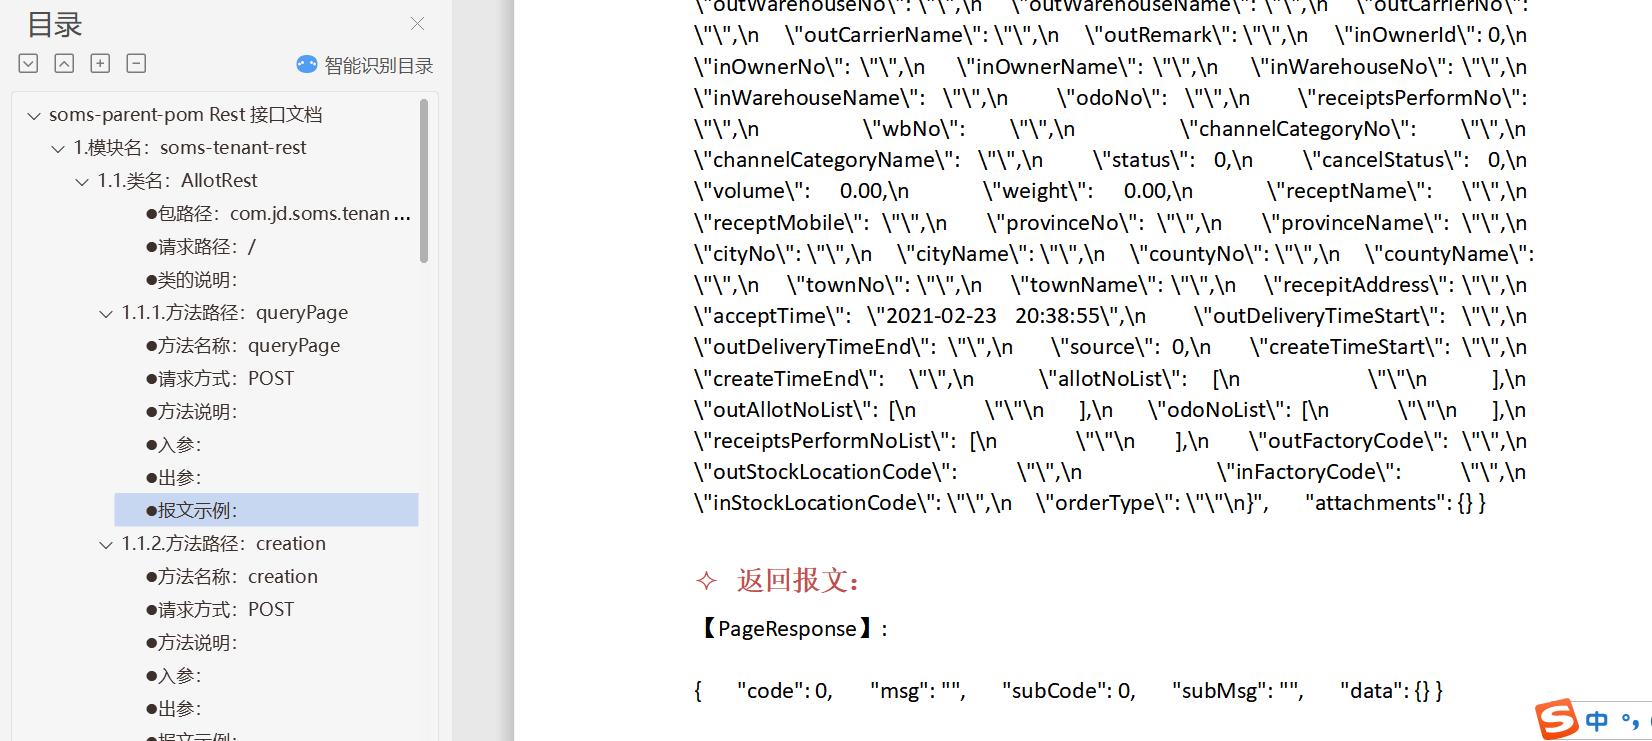 目录
智能识别目录
soms-parent-pom Rest 接口文档
1.模块名：soms-tenant-rest
1.1.类名：AllotRest
●包路径：com.jd.soms.tenan ...
●请求路径：/
●类的说明：
1.1.1.方法路径：queryPage
●方法名称：queryPage
●请求方式：POST
●方法说明：
●入参：
●出参：
●报文示例：
1.1.2.方法路径：creation
●方法名称：creation
●请求方式：POST
●方法说明：
●入参：
●出参：
●报文示例：
\"outWarehouseNo\": \"\",\n \"outWarehouseName\": \"\",\n \"outCarrierNo\":
\"\",\n \"outCarrierName\": \"\",\n \"outRemark\": \"\",\n \"inOwnerId\": 0,\n
\"inOwnerNo\": \"\",\n \"inOwnerName\": \"\",\n \"inWarehouseNo\": \"\",\n
\"inWarehouseName\": \"\",\n \"odoNo\": \"\",\n \"receiptsPerformNo\":
\"\",\n \"wbNo\": \"\",\n \"channelCategoryNo\": \"\",\n
\"channelCategoryName\": \"\",\n \"status\": 0,\n \"cancelStatus\": 0,\n
\"volume\": 0.00,\n \"weight\": 0.00,\n \"receptName\": \"\",\n
\"receptMobile\": \"\",\n \"provinceNo\": \"\",\n \"provinceName\": \"\",\n
\"cityNo\": \"\",\n \"cityName\": \"\",\n \"countyNo\": \"\",\n \"countyName\":
\"\",\n \"townNo\": \"\",\n \"townName\": \"\",\n \"recepitAddress\": \"\",\n
\"acceptTime\": \"2021-02-23 20:38:55\",\n \"outDeliveryTimeStart\": \"\",\n
\"outDeliveryTimeEnd\": \"\",\n \"source\": 0,\n \"createTimeStart\": \"\",\n
\"createTimeEnd\": \"\",\n \"allotNoList\": [\n \"\"\n ],\n
\"outAllotNoList\": [\n \"\"\n ],\n \"odoNoList\": [\n \"\"\n ],\n
\"receiptsPerformNoList\": [\n \"\"\n ],\n \"outFactoryCode\": \"\",\n
\"outStockLocationCode\": \"\",\n \"inFactoryCode\": \"\",\n
\"inStockLocationCode\": \"\",\n \"orderType\": \"\"\n}", "attachments": {} }
✧ 返回报文：
【PageResponse】:
{ "code": 0, "msg": "", "subCode": 0, "subMsg": "", "data": {} }
S 中 °,